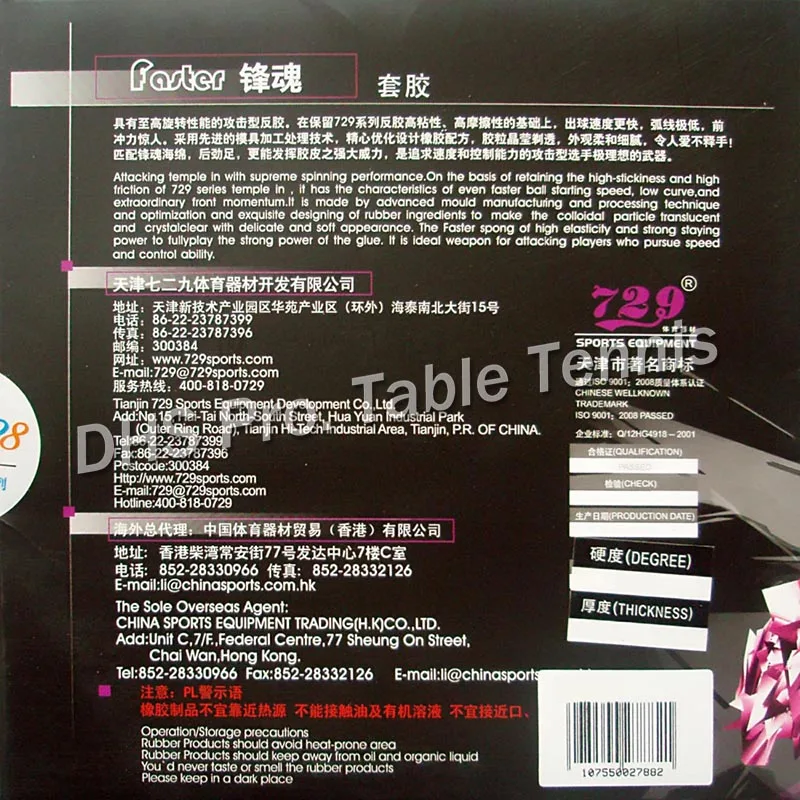 Faster 锋魂 套胶
具有至高旋转性能的攻击型反胶。在保留729系列反胶高粘性、高摩擦性的基础上，出球速度更快，弧线极低，前
冲力惊人。采用先进的模具加工处理技术，精心优化设计橡胶配方，胶粒晶莹剔透，外观柔和细腻，令人爱不释手！
匹配锋魂海绵，后劲足，更能发挥胶皮之强大威力，是追求速度和控制能力的攻击型选手极理想的武器。
Attacking temple in with supreme spinning performance.On the basis of retaining the high-stickiness and high
friction of 729 series temple in , it has the characteristics of even faster ball starting speed, low curve,and
extraordinary front momentum.It is made by advanced mould manufacturing and processing technique
and optimization and exquisite designing of rubber ingredients to make the colloidal particle translucent
and crystalclear with delicate and soft appearance. The Faster spong of high elasticity and strong staying
power to fullyplay the strong power of the glue. It is ideal weapon for attacking players who pursue speed
and control ability.
天津七二九体育器材开发有限公司
地址：天津新技术产业园区华苑产业区（环外）海泰南北大街15号
电话：86-22-23787399
传真：86-22-23787396
邮编：300384
网址：www.729sports.com
E-mail:729@729sports.com
服务热线：400-818-0729
Tianjin 729 Sports Equipment Development Co.,Ltd.
Add:No.15, Hi-Tai North-South Street, Hua Yuan Industrial Park
(Outer Ring Road), Tianjin Hi-Tech Industrial Area, Tianjin, P.R. OF CHINA.
Tel:86-22-23787399
Fax:86-22-23787396
Postcode:300384
Http://www.729sports.com
E-mail:729@729sports.com
Hotline:400-818-0729
729®
体育器材
SPORTS EQUIPMENT
天津市著名商标
通过ISO 9001：2008质量体系认证
CHINESE WELLKNOWN
TRADEMARK
ISO 9001：2008 PASSED
企业标准：Q/12HG4918－2001
合格证(QUALIFICATION)
PASSED
检验(CHECK)
生产日期(PRODUCTION DATE)
硬度(DEGREE)
厚度(THICKNESS)
海外总代理：中国体育器材贸易（香港）有限公司
地址：香港柴湾常安街77号发达中心7楼C室
电话：852-28330966 传真：852-28332126
E-mail:li@chinasports.com.hk
The Sole Overseas Agent:
CHINA SPORTS EQUIPMENT TRADING(H.K)CO.,LTD.
Add:Unit C,7/F,Federal Centre,77 Sheung On Street,
Chai Wan,Hong Kong.
Tel:852-28330966 Fax:852-28332126 E-mail:li@chinasports
注意：PL警示语
橡胶制品不宜靠近热源 不能接触油及有机溶液 不宜接近口、
Operation/Storage precautions
Rubber Products should avoid heat-prone area
Rubber Products should keep away from oil and organic liquid
You`d never taste or smell the rubber products
Please keep in a dark place
107550027882
DHS Pro. Table Tennis